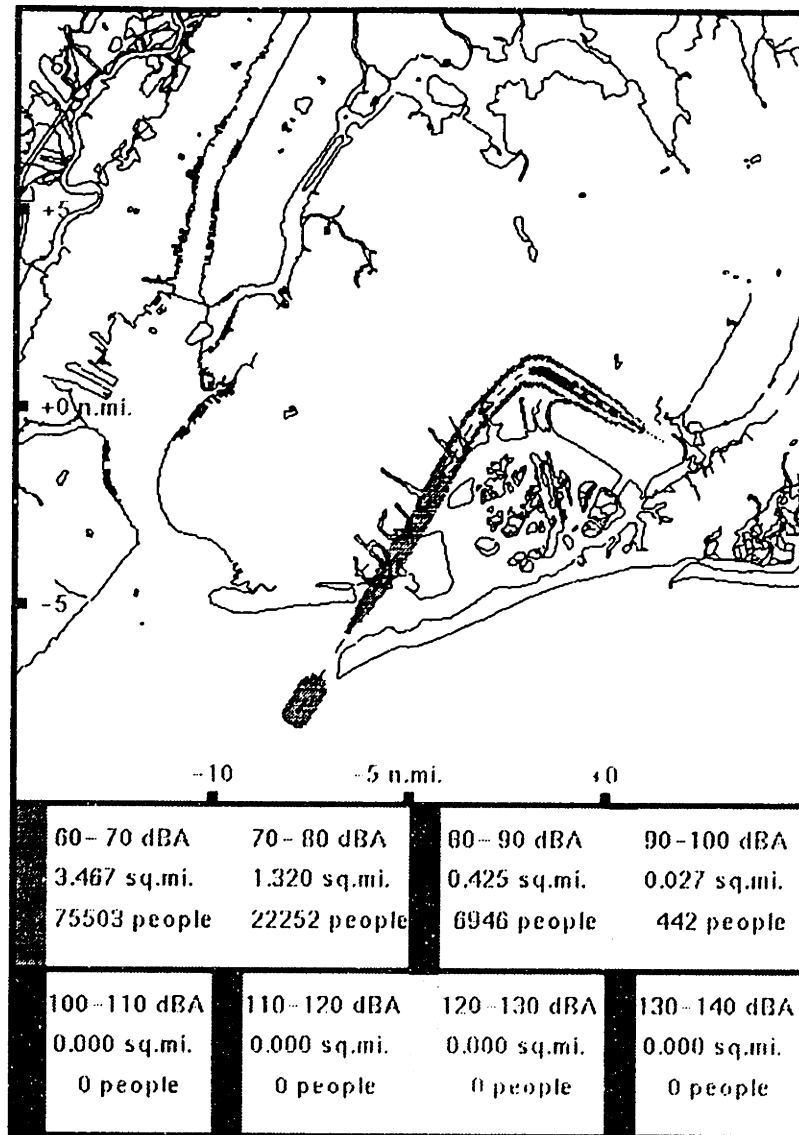 +5
+0 n.mi.
-5
-10 -5 n.mi. +0
60-70 dBA 70-80 dBA 80-90 dBA 90-100 dBA
3.467 sq.mi. 1.320 sq.mi. 0.425 sq.mi. 0.027 sq.mi.
75503 people 22252 people 6946 people 442 people
100-110 dBA 110-120 dBA 120-130 dBA 130-140 dBA
0.000 sq.mi. 0.000 sq.mi. 0.000 sq.mi. 0.000 sq.mi.
0 people 0 people 0 people 0 people